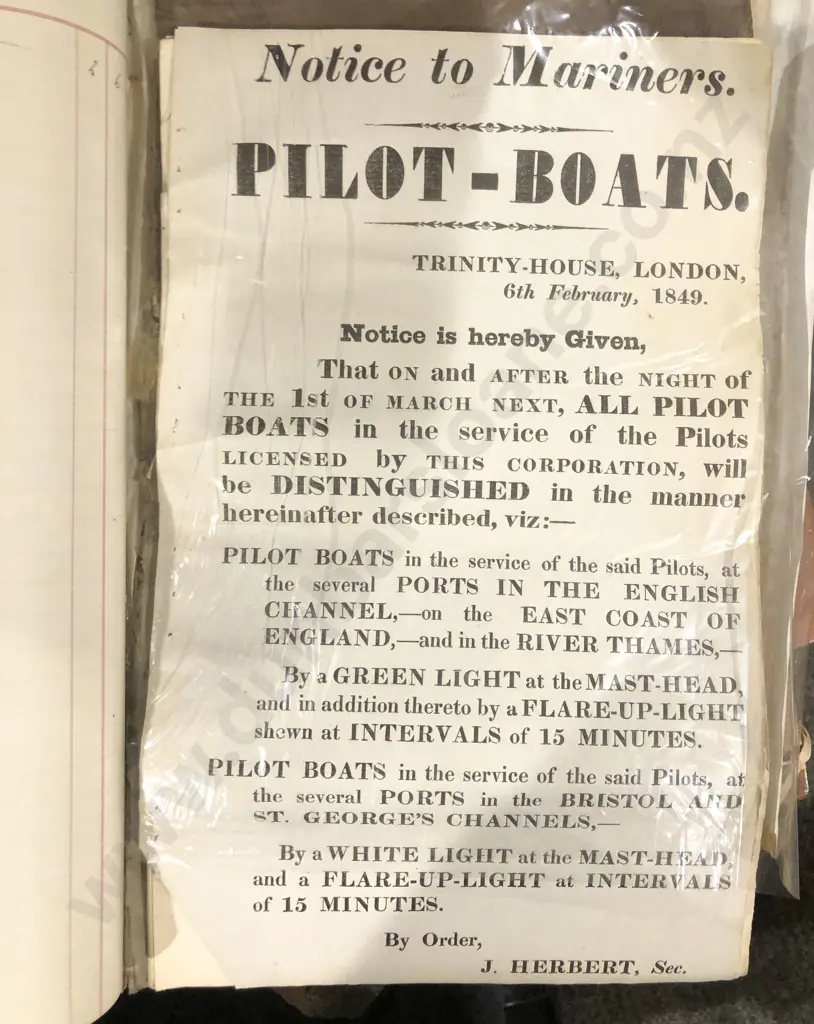 Notice to Mariners.
PILOT-BOATS.
TRINITY-HOUSE, LONDON,
6th February, 1849.
Notice is hereby Given,
That ON and AFTER the NIGHT of
THE 1st OF MARCH NEXT, ALL PILOT
BOATS in the service of the Pilots
LICENSED by THIS CORPORATION, will
be DISTINGUISHED in the manner
hereinafter described, viz:—
PILOT BOATS in the service of the said Pilots, at
the several PORTS IN THE ENGLISH
CHANNEL,—on the EAST COAST OF
ENGLAND,—and in the RIVER THAMES,—
By a GREEN LIGHT at the MAST-HEAD,
and in addition thereto by a FLARE-UP-LIGHT
shewn at INTERVALS of 15 MINUTES.
PILOT BOATS in the service of the said Pilots, at
the several PORTS in the BRISTOL AND
ST. GEORGE'S CHANNELS,—
By a WHITE LIGHT at the MAST-HEAD,
and a FLARE-UP-LIGHT at INTERVALS
of 15 MINUTES.
By Order,
J. HERBERT, Sec.